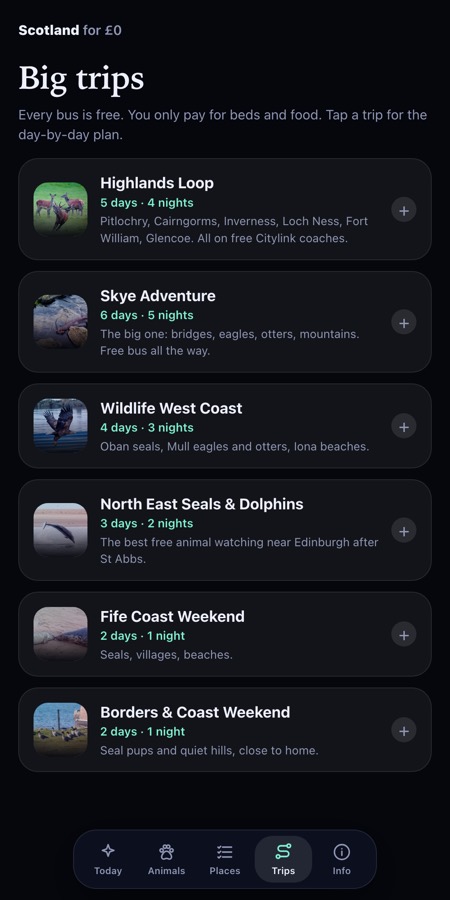 Scotland for £0
Big trips
Every bus is free. You only pay for beds and food. Tap a trip for the
day-by-day plan.
Highlands Loop
5 days · 4 nights
Pitlochry, Cairngorms, Inverness, Loch Ness, Fort
William, Glencoe. All on free Citylink coaches.
+
Skye Adventure
6 days · 5 nights
The big one: bridges, eagles, otters, mountains.
Free bus all the way.
+
Wildlife West Coast
4 days · 3 nights
Oban seals, Mull eagles and otters, Iona beaches.
+
North East Seals & Dolphins
3 days · 2 nights
The best free animal watching near Edinburgh after
St Abbs.
+
Fife Coast Weekend
2 days · 1 night
Seals, villages, beaches.
+
Borders & Coast Weekend
2 days · 1 night
Seal pups and quiet hills, close to home.
+
Today Animals Places Trips Info